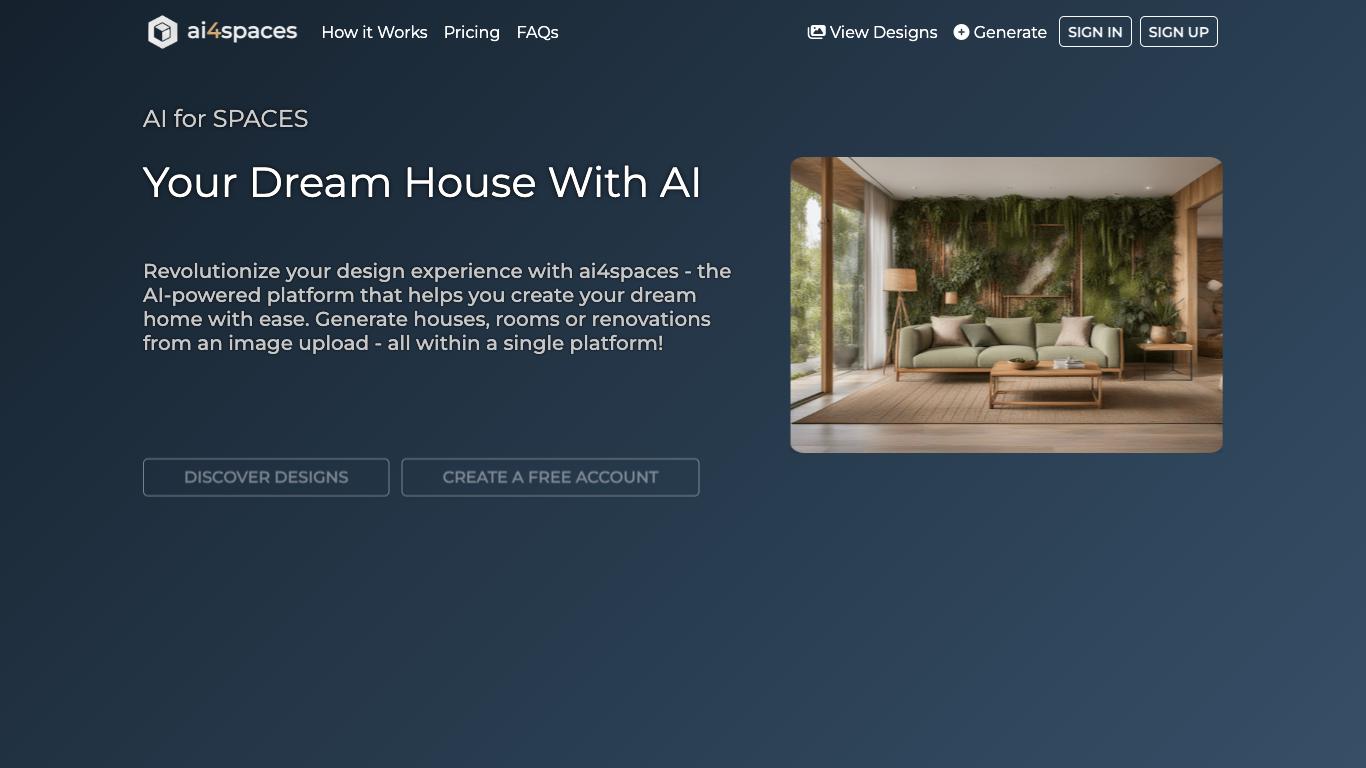 ai4spaces How it Works Pricing FAQs View Designs Generate SIGN IN SIGN UP
AI for SPACES
Your Dream House With AI
Revolutionize your design experience with ai4spaces - the
AI-powered platform that helps you create your dream
home with ease. Generate houses, rooms or renovations
from an image upload - all within a single platform!
DISCOVER DESIGNS CREATE A FREE ACCOUNT